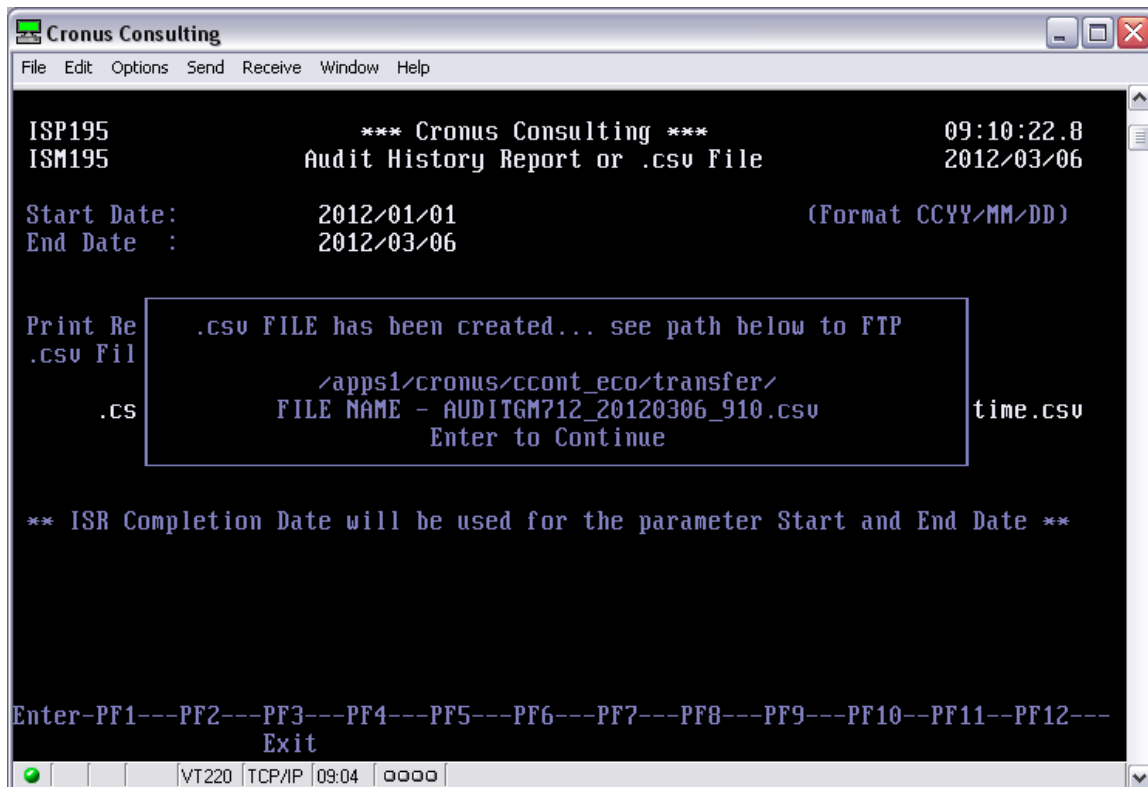 Cronus Consulting
File Edit Options Send Receive Window Help
ISP195 *** Cronus Consulting *** 09:10:22.8
ISM195 Audit History Report or .csv File 2012/03/06
Start Date: 2012/01/01 (Format CCYY/MM/DD)
End Date : 2012/03/06
Print Re
.csv FILE has been created... see path below to FTP
.csv Fil
/apps1/cronus/ccont_eco/transfer/
.cs
FILE NAME - AUDITGM712_20120306_910.csv
time.csv
Enter to Continue
** ISR Completion Date will be used for the parameter Start and End Date **
Enter-PF1---PF2---PF3---PF4---PF5---PF6---PF7---PF8---PF9---PF10--PF11--PF12---
Exit
VT220 TCP/IP 09:04